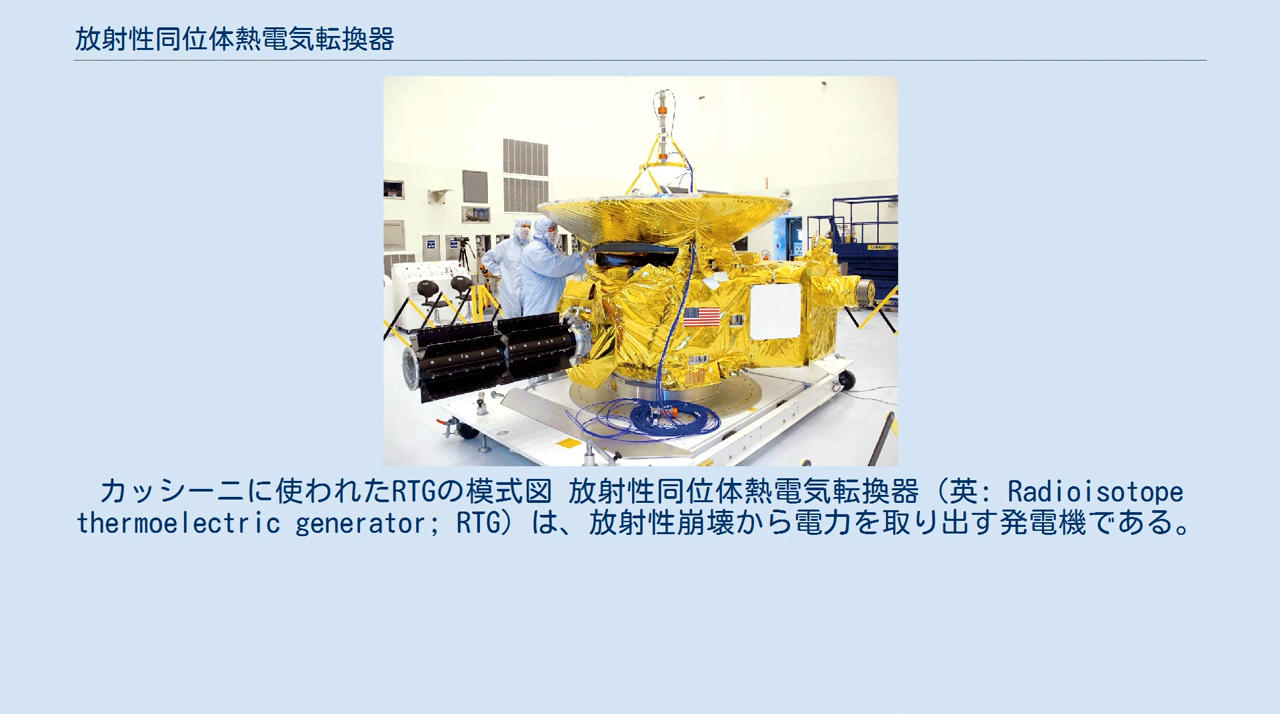 放射性同位体熱電気転換器
カッシーニに使われたRTGの模式図 放射性同位体熱電気転換器（英: Radioisotope
thermoelectric generator; RTG）は、放射性崩壊から電力を取り出す発電機である。